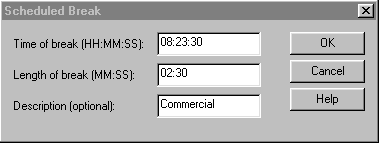 Scheduled Break
Time of break (HH:MM:SS): 08:23:30 OK
Length of break (MM:SS): 02:30 Cancel
Description (optional): Commercial Help